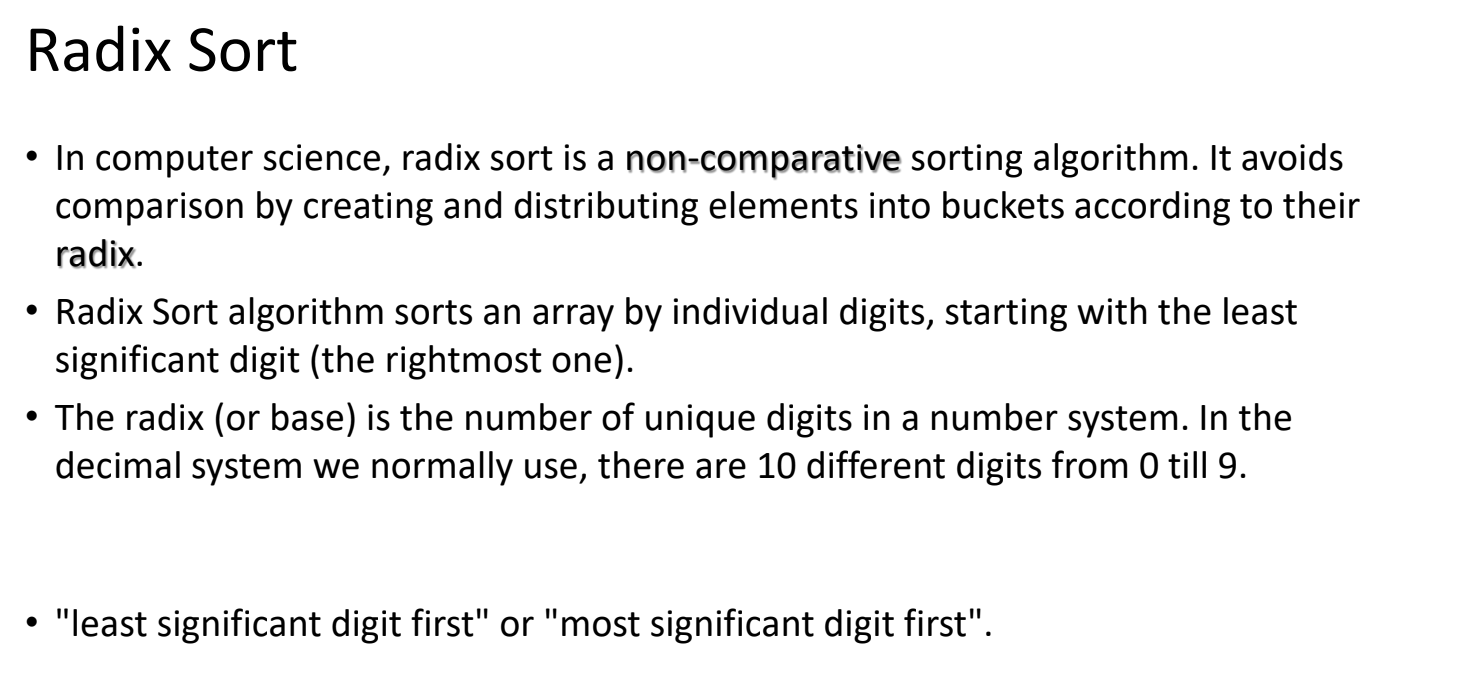 Radix Sort
• In computer science, radix sort is a non-comparative sorting algorithm. It avoids
comparison by creating and distributing elements into buckets according to their
radix.
• Radix Sort algorithm sorts an array by individual digits, starting with the least
significant digit (the rightmost one).
• The radix (or base) is the number of unique digits in a number system. In the
decimal system we normally use, there are 10 different digits from 0 till 9.
• "least significant digit first" or "most significant digit first".